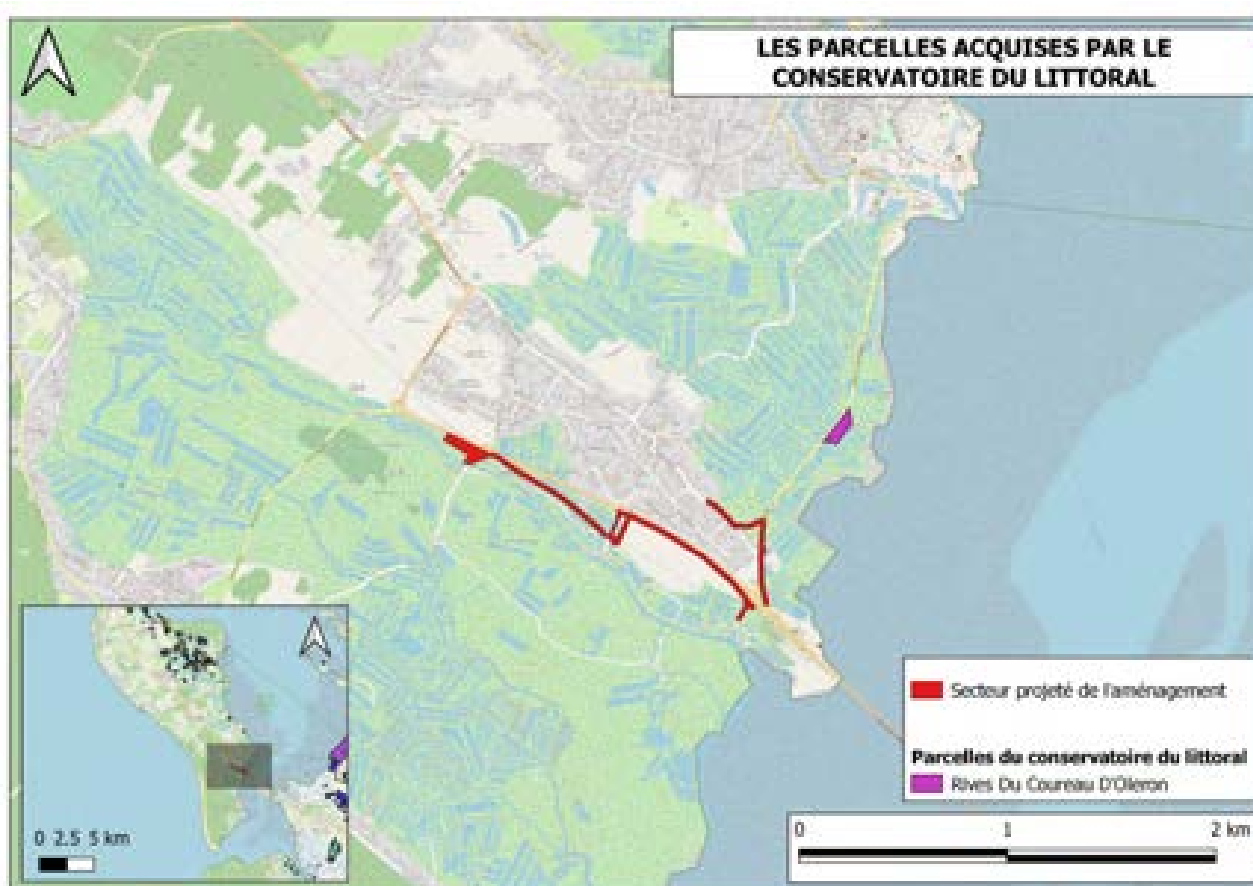 LES PARCELLES ACQUISES PAR LE
CONSERVATOIRE DU LITTORAL
Secteur projeté de l'aménagement
Parcelles du conservatoire du littoral
Rives Du Coureau D'Oleron
0 2.5 5 km
0 1 2 km